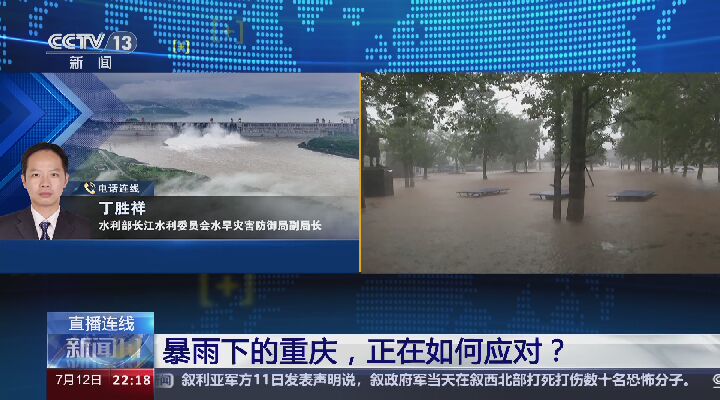 CCTV 13
新闻
电话连线
丁胜祥
水利部长江水利委员会水旱灾害防御局副局长
直播连线
新闻1+1
暴雨下的重庆，正在如何应对？
7月12日 22:18
叙利亚军方11日发表声明说，叙政府军当天在叙西北部打死打伤数十名恐怖分子。